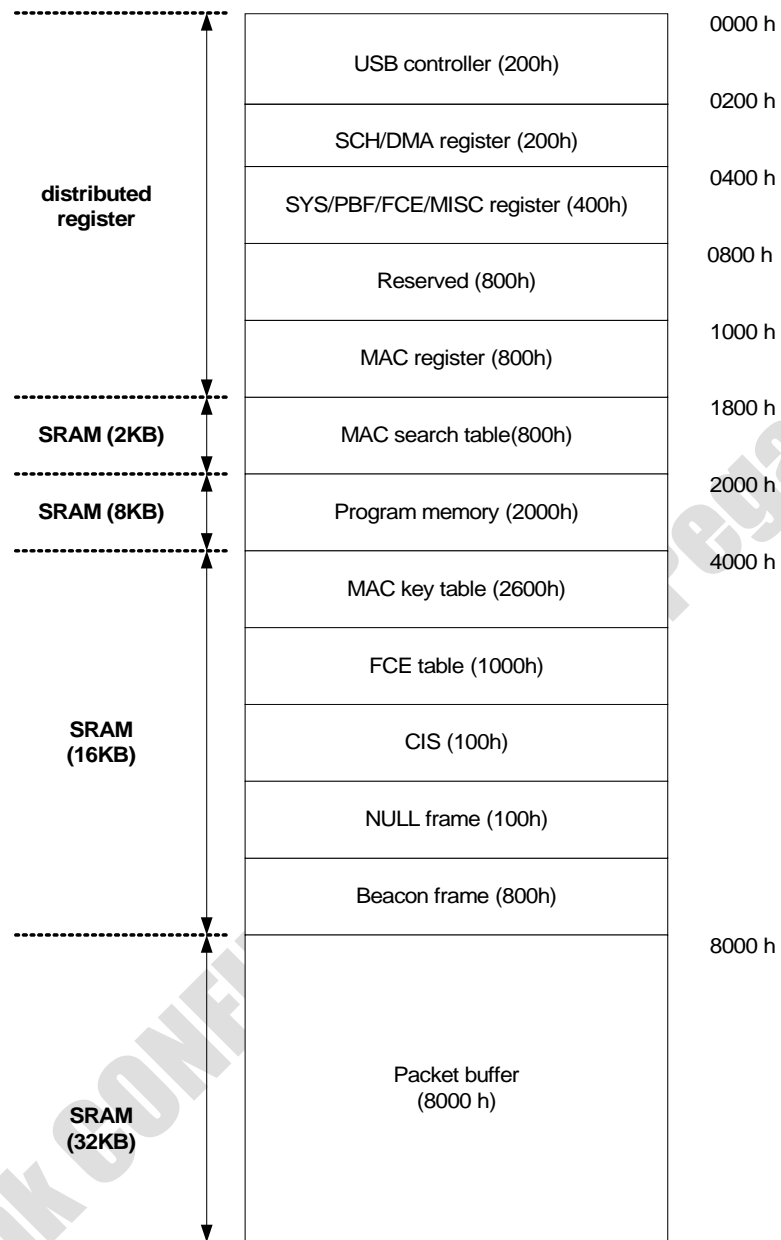 0000 h
USB controller (200h)
0200 h
SCH/DMA register (200h)
0400 h
distributed
register
SYS/PBF/FCE/MISC register (400h)
0800 h
Reserved (800h)
1000 h
MAC register (800h)
1800 h
SRAM (2KB)
MAC search table(800h)
2000 h
SRAM (8KB)
Program memory (2000h)
4000 h
MAC key table (2600h)
FCE table (1000h)
SRAM
(16KB)
CIS (100h)
NULL frame (100h)
Beacon frame (800h)
8000 h
Packet buffer
(8000 h)
SRAM
(32KB)